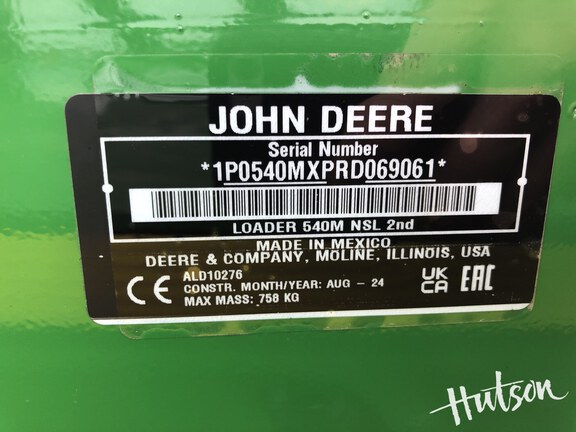 JOHN DEERE
Serial Number
*1P0540MXPRD069061*
LOADER 540M NSL 2nd
MADE IN MEXICO
DEERE & COMPANY, MOLINE, ILLINOIS, USA
CE
ALD10276
CONSTR. MONTH/YEAR: AUG - 24
MAX MASS: 758 KG
UK
CA
EAC
Hutson